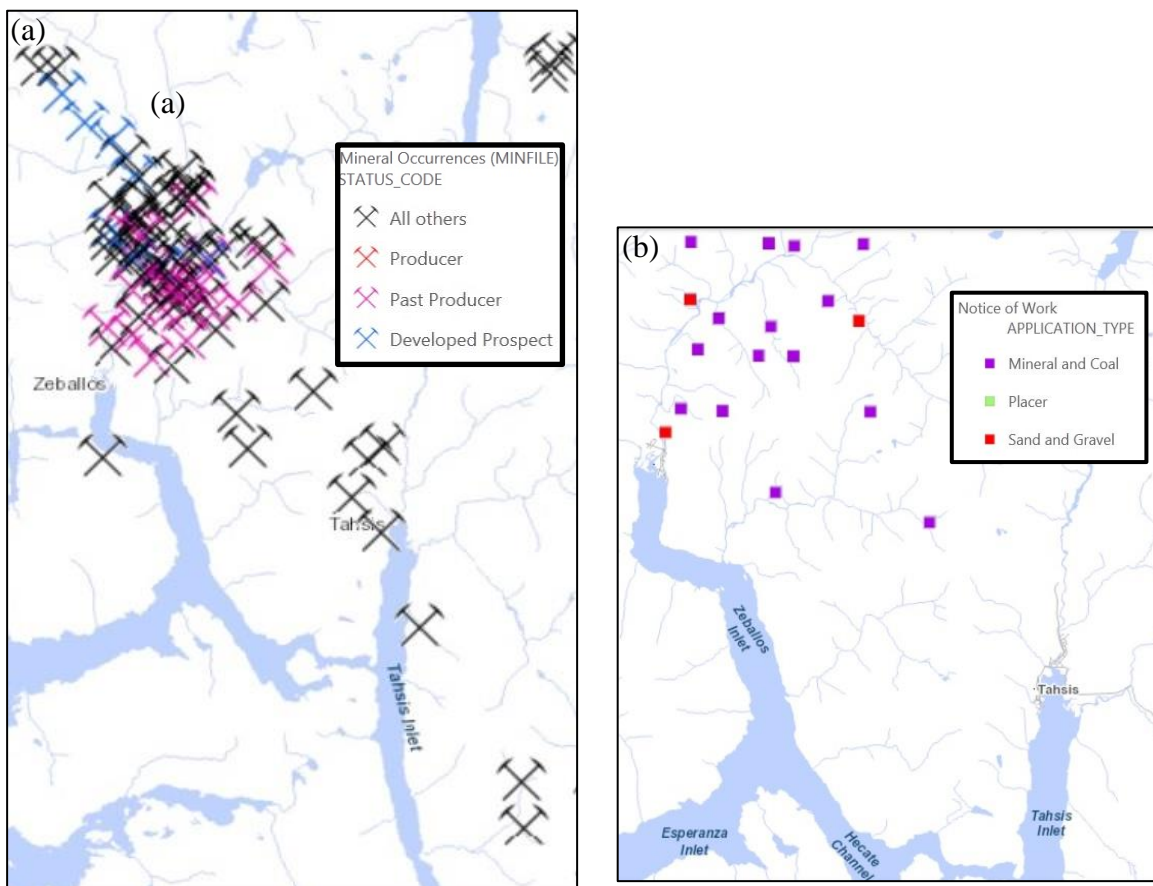 (a)
(a)
Mineral Occurrences (MINFILE)
STATUS_CODE
All others
Producer
Past Producer
Developed Prospect
Zeballos
Tahsis
Tahsis Inlet
(b)
Notice of Work
APPLICATION_TYPE
Mineral and Coal
Placer
Sand and Gravel
Zeballos
Inlet
Tahsis
Esperanza
Inlet
Hecate
Channel
Tahsis
Inlet